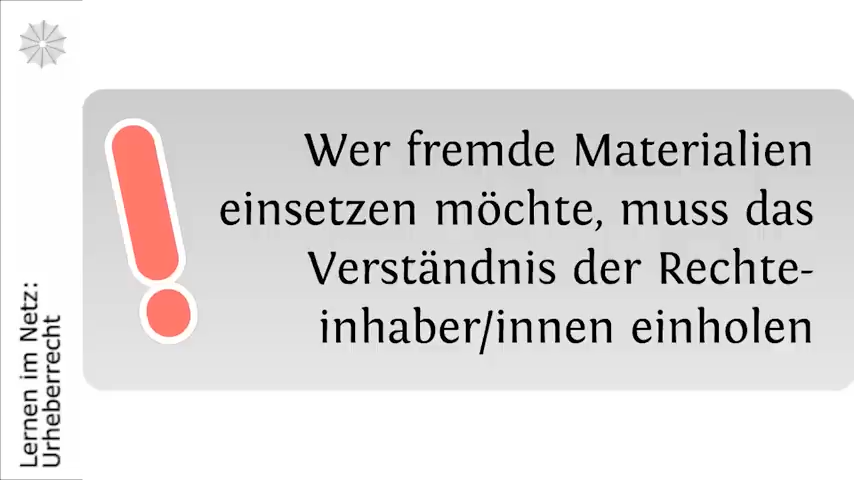 Wer fremde Materialien
einsetzen möchte, muss das
Verständnis der Rechte-
inhaber/innen einholen
Lernen im Netz:
Urheberrecht